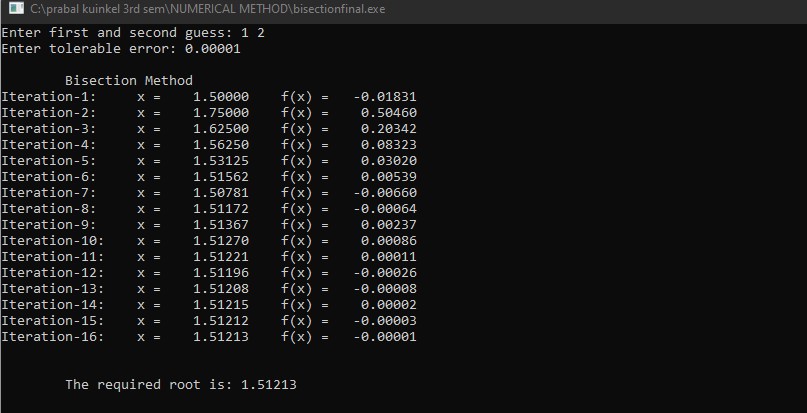 C:\prabal kuinkel 3rd sem\NUMERICAL METHOD\bisectionfinal.exe
Enter first and second guess: 1 2
Enter tolerable error: 0.00001
Bisection Method
Iteration-1: x = 1.50000 f(x) = -0.01831
Iteration-2: x = 1.75000 f(x) = 0.50460
Iteration-3: x = 1.62500 f(x) = 0.20342
Iteration-4: x = 1.56250 f(x) = 0.08323
Iteration-5: x = 1.53125 f(x) = 0.03020
Iteration-6: x = 1.51562 f(x) = 0.00539
Iteration-7: x = 1.50781 f(x) = -0.00660
Iteration-8: x = 1.51172 f(x) = -0.00064
Iteration-9: x = 1.51367 f(x) = 0.00237
Iteration-10: x = 1.51270 f(x) = 0.00086
Iteration-11: x = 1.51221 f(x) = 0.00011
Iteration-12: x = 1.51196 f(x) = -0.00026
Iteration-13: x = 1.51208 f(x) = -0.00008
Iteration-14: x = 1.51215 f(x) = 0.00002
Iteration-15: x = 1.51212 f(x) = -0.00003
Iteration-16: x = 1.51213 f(x) = -0.00001
The required root is: 1.51213